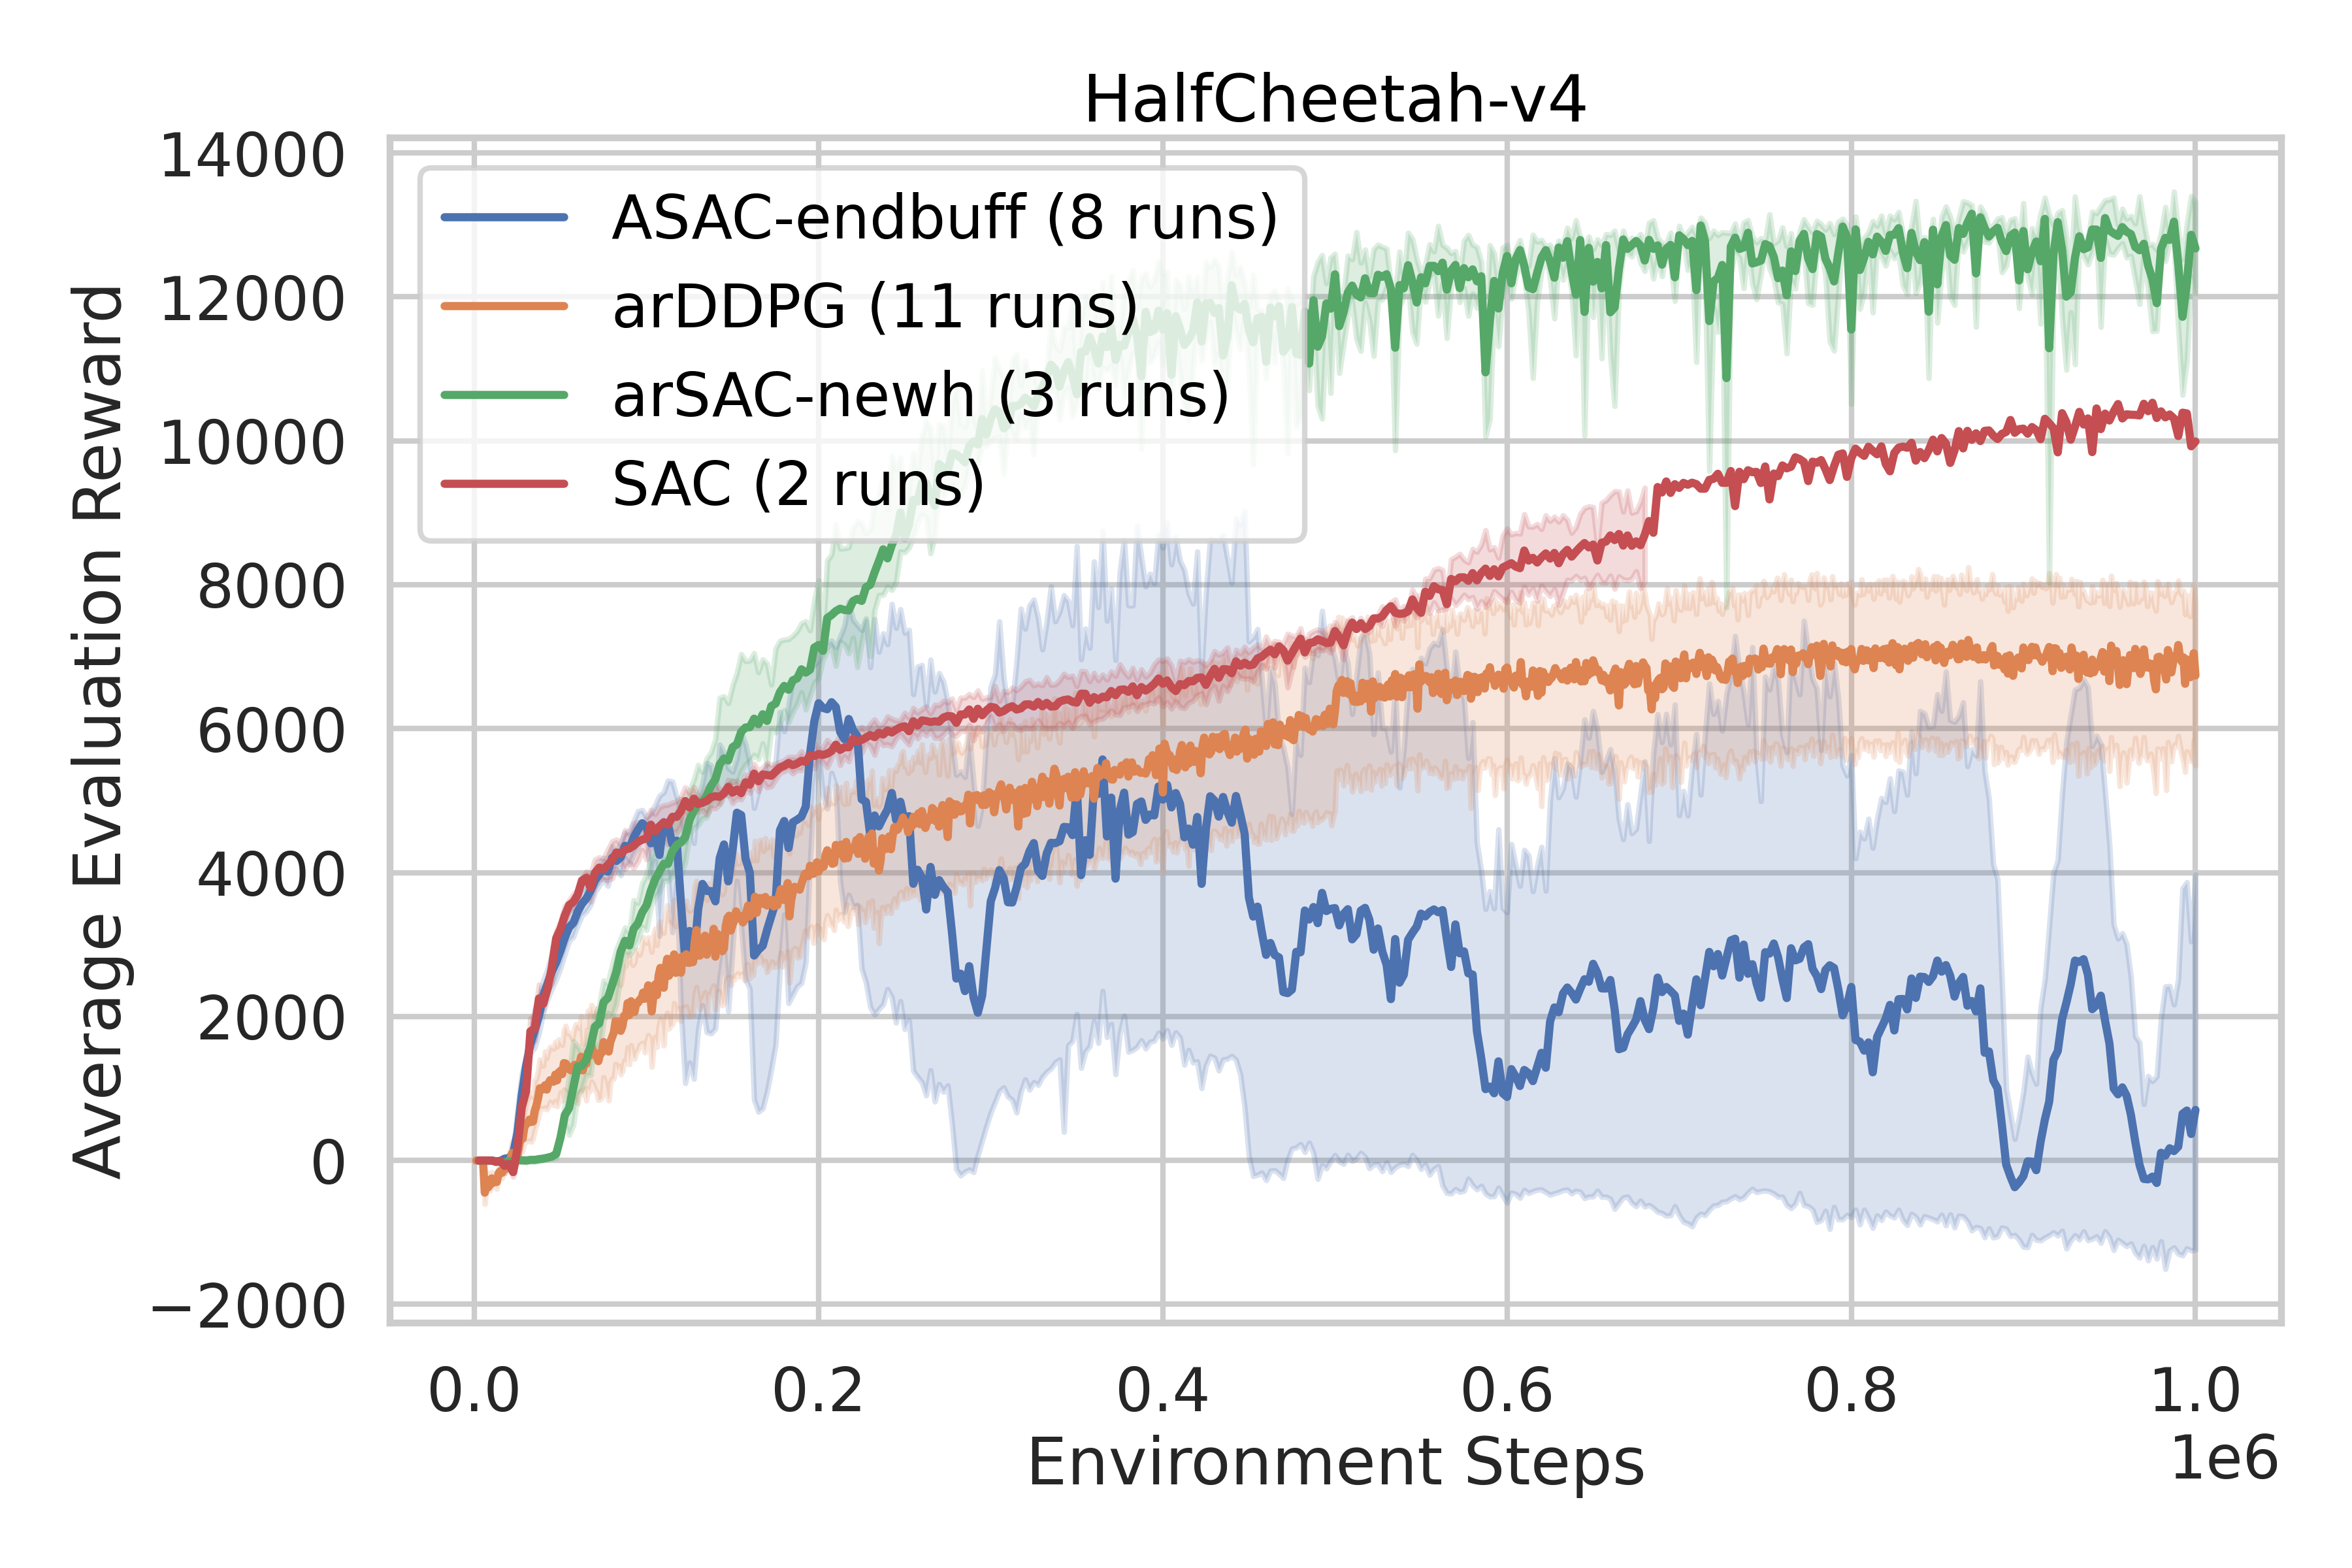 HalfCheetah-v4
14000
12000
10000
8000
6000
4000
2000
0
−2000
Average Evaluation Reward
ASAC-endbuff (8 runs)
arDDPG (11 runs)
arSAC-newh (3 runs)
SAC (2 runs)
0.0 0.2 0.4 0.6 0.8 1.0
1e6
Environment Steps